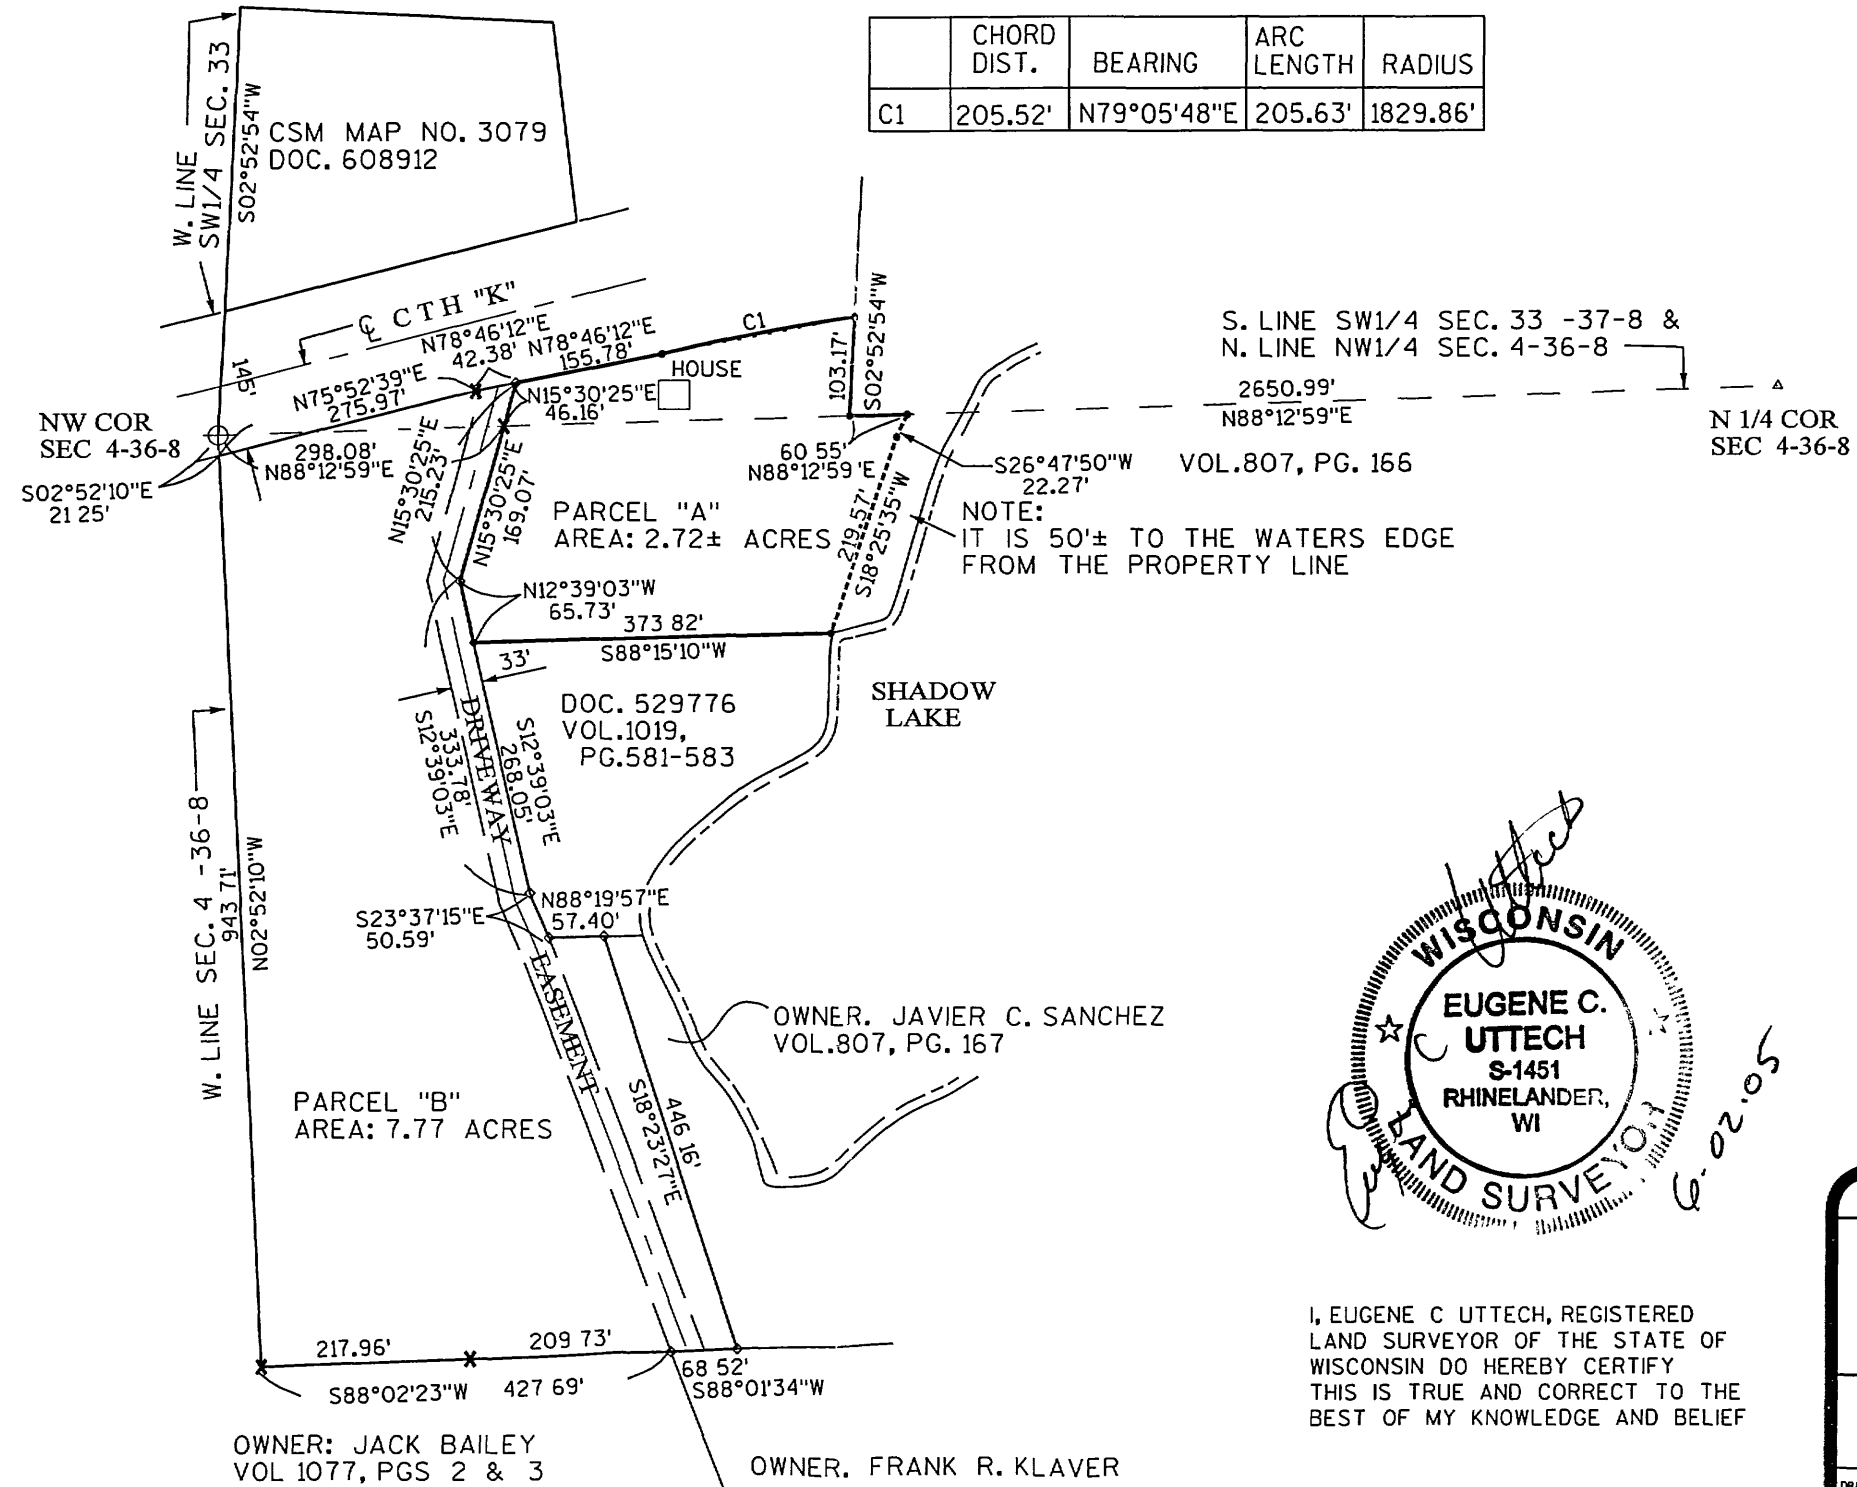 CHORD DIST. BEARING ARC LENGTH RADIUS
C1 205.52' N79°05'48"E 205.63' 1829.86'
W. LINE
SW1/4 SEC. 33
S02°52'54"W
CSM MAP NO. 3079
DOC. 608912
℄ CTH "K"
N78°46'12"E
42.38'
N78°46'12"E
155.78'
C1
HOUSE
103.17'
S02°52'54"W
S. LINE SW1/4 SEC. 33 -37-8 &
N. LINE NW1/4 SEC. 4-36-8
2650.99'
N88°12'59"E
N 1/4 COR
SEC 4-36-8
145'
N75°52'39"E
275.97'
N15°30'25"E
46.16'
NW COR
SEC 4-36-8
298.08'
N88°12'59"E
S02°52'10"E
21 25'
N15°30'25"E
215.23'
N15°30'25"E
169.07'
60 55'
N88°12'59"E
S26°47'50"W
22.27'
VOL.807, PG. 166
PARCEL "A"
AREA: 2.72± ACRES
219.57'
S18°25'35"W
NOTE:
IT IS 50'± TO THE WATERS EDGE
FROM THE PROPERTY LINE
N12°39'03"W
65.73'
373 82'
S88°15'10"W
33'
SHADOW
LAKE
DOC. 529776
VOL.1019,
PG.581-583
DRIVEWAY
S12°39'03"E
268.05'
333.78'
S12°39'03"E
W. LINE SEC. 4 -36-8
943 71'
N02°52'10"W
N88°19'57"E
57.40'
S23°37'15"E
50.59'
EASEMENT
OWNER. JAVIER C. SANCHEZ
VOL.807, PG. 167
446 16'
S18°23'27"E
PARCEL "B"
AREA: 7.77 ACRES
217.96'
209 73'
68 52'
S88°02'23"W
427 69'
S88°01'34"W
OWNER: JACK BAILEY
VOL 1077, PGS 2 & 3
OWNER. FRANK R. KLAVER
WISCONSIN
EUGENE C.
UTTECH
S-1451
RHINELANDER,
WI
LAND SURVEYOR
6-02-05
I, EUGENE C UTTECH, REGISTERED
LAND SURVEYOR OF THE STATE OF
WISCONSIN DO HEREBY CERTIFY
THIS IS TRUE AND CORRECT TO THE
BEST OF MY KNOWLEDGE AND BELIEF